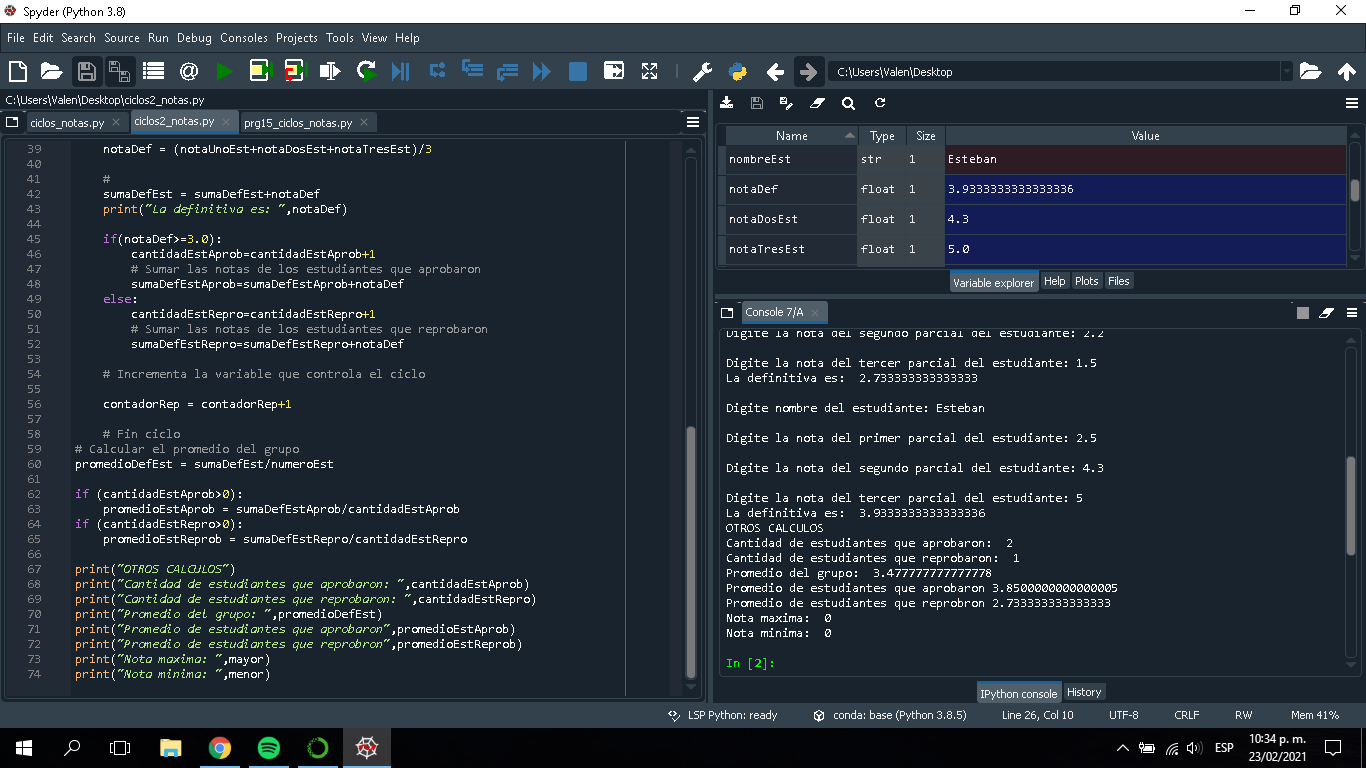 Spyder (Python 3.8)
File Edit Search Source Run Debug Consoles Projects Tools View Help
C:\Users\Valen\Desktop
C:\Users\Valen\Desktop\ciclos2_notas.py
ciclos_notas.py ciclos2_notas.py prg15_ciclos_notas.py
39 notaDef = (notaUnoEst+notaDosEst+notaTresEst)/3
40
41 #
42 sumaDefEst = sumaDefEst+notaDef
43 print("La definitiva es: ",notaDef)
44
45 if(notaDef>=3.0):
46 cantidadEstAprob=cantidadEstAprob+1
47 # Sumar las notas de los estudiantes que aprobaron
48 sumaDefEstAprob=sumaDefEstAprob+notaDef
49 else:
50 cantidadEstRepro=cantidadEstRepro+1
51 # Sumar las notas de los estudiantes que reprobaron
52 sumaDefEstRepro=sumaDefEstRepro+notaDef
53
54 # Incrementa la variable que controla el ciclo
55
56 contadorRep = contadorRep+1
57
58 # Fin ciclo
59 # Calcular el promedio del grupo
60 promedioDefEst = sumaDefEst/numeroEst
61
62 if (cantidadEstAprob>0):
63 promedioEstAprob = sumaDefEstAprob/cantidadEstAprob
64 if (cantidadEstRepro>0):
65 promedioEstReprob = sumaDefEstRepro/cantidadEstRepro
66
67 print("OTROS CALCULOS")
68 print("Cantidad de estudiantes que aprobaron: ",cantidadEstAprob)
69 print("Cantidad de estudiantes que reprobaron: ",cantidadEstRepro)
70 print("Promedio del grupo: ",promedioDefEst)
71 print("Promedio de estudiantes que aprobaron",promedioEstAprob)
72 print("Promedio de estudiantes que reprobron",promedioEstReprob)
73 print("Nota maxima: ",mayor)
74 print("Nota minima: ",menor)
Name Type Size Value
nombreEst str 1 Esteban
notaDef float 1 3.9333333333333336
notaDosEst float 1 4.3
notaTresEst float 1 5.0
Variable explorer Help Plots Files
Console 7/A
Digite la nota del segundo parcial del estudiante: 2.2
Digite la nota del tercer parcial del estudiante: 1.5
La definitiva es:  2.733333333333333
Digite nombre del estudiante: Esteban
Digite la nota del primer parcial del estudiante: 2.5
Digite la nota del segundo parcial del estudiante: 4.3
Digite la nota del tercer parcial del estudiante: 5
La definitiva es:  3.9333333333333336
OTROS CALCULOS
Cantidad de estudiantes que aprobaron:  2
Cantidad de estudiantes que reprobaron:  1
Promedio del grupo:  3.477777777777778
Promedio de estudiantes que aprobaron 3.8500000000000005
Promedio de estudiantes que reprobron 2.733333333333333
Nota maxima:  0
Nota minima:  0
In [2]:
IPython console History
LSP Python: ready conda: base (Python 3.8.5) Line 26, Col 10 UTF-8 CRLF RW Mem 41%
ESP
10:34 p. m.
23/02/2021